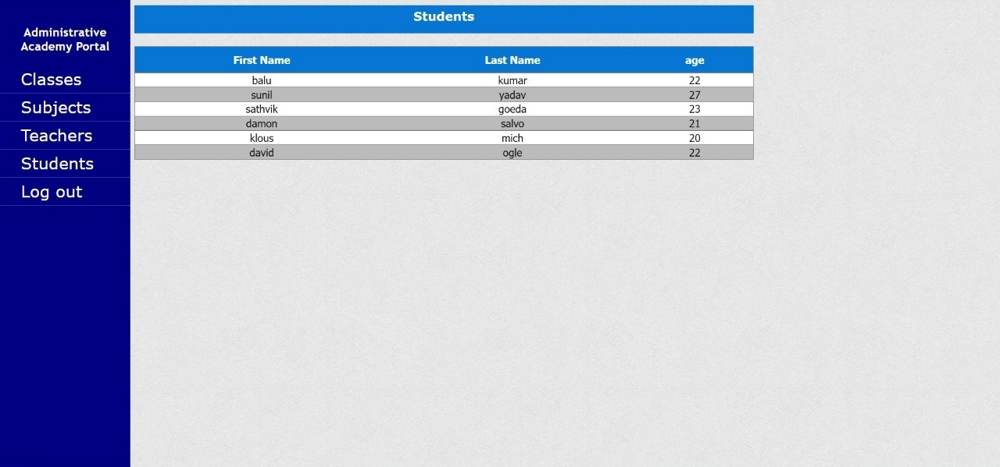 Administrative
Academy Portal
Classes
Subjects
Teachers
Students
Log out
Students
First Name Last Name age
balu kumar 22
sunil yadav 27
sathvik goeda 23
damon salvo 21
klous mich 20
david ogle 22